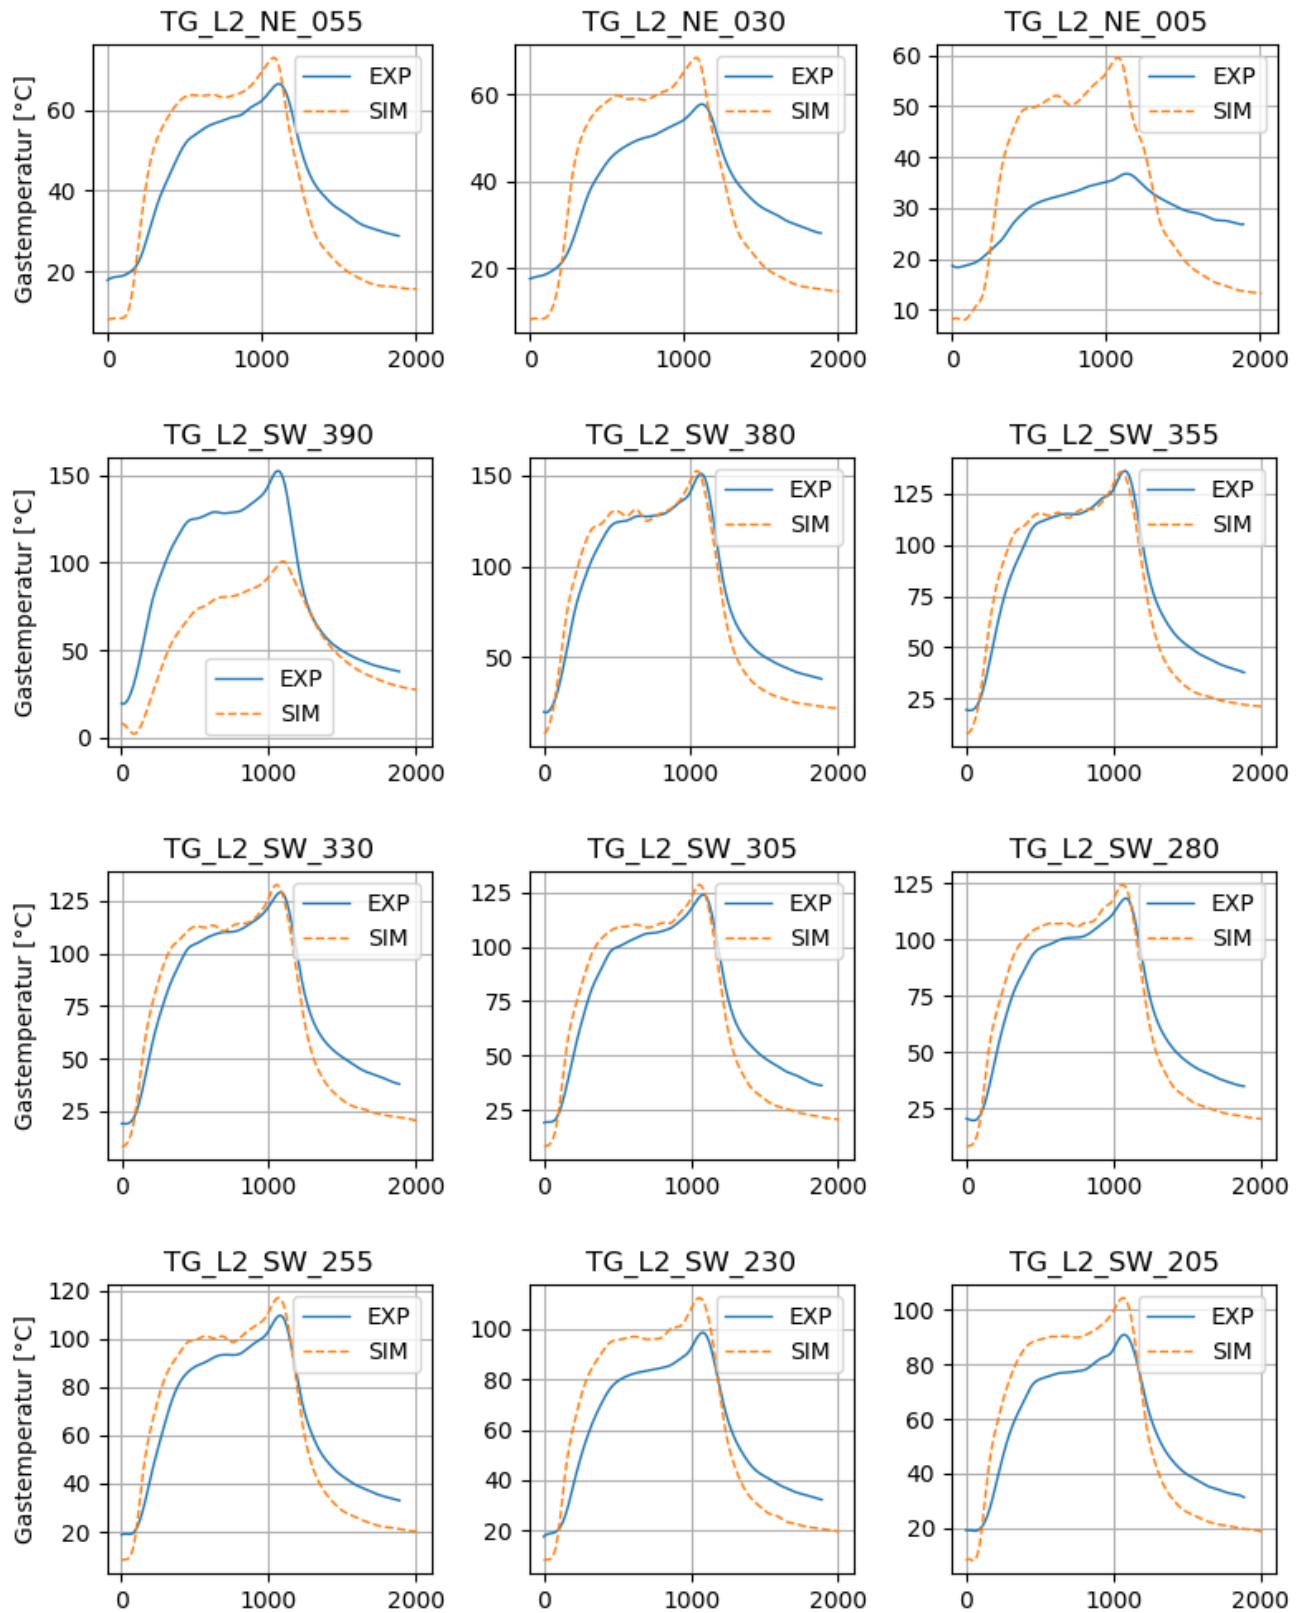 TG_L2_NE_055 TG_L2_NE_030 TG_L2_NE_005
Gastemperatur [°C]
60
40
20
EXP
SIM
0 1000 2000
60
40
20
EXP
SIM
0 1000 2000
60
50
40
30
20
10
EXP
SIM
0 1000 2000
TG_L2_SW_390 TG_L2_SW_380 TG_L2_SW_355
Gastemperatur [°C]
150
100
50
0
EXP
SIM
0 1000 2000
150
100
50
EXP
SIM
0 1000 2000
125
100
75
50
25
EXP
SIM
0 1000 2000
TG_L2_SW_330 TG_L2_SW_305 TG_L2_SW_280
Gastemperatur [°C]
125
100
75
50
25
EXP
SIM
0 1000 2000
125
100
75
50
25
EXP
SIM
0 1000 2000
125
100
75
50
25
EXP
SIM
0 1000 2000
TG_L2_SW_255 TG_L2_SW_230 TG_L2_SW_205
Gastemperatur [°C]
120
100
80
60
40
20
EXP
SIM
0 1000 2000
100
80
60
40
20
EXP
SIM
0 1000 2000
100
80
60
40
20
EXP
SIM
0 1000 2000